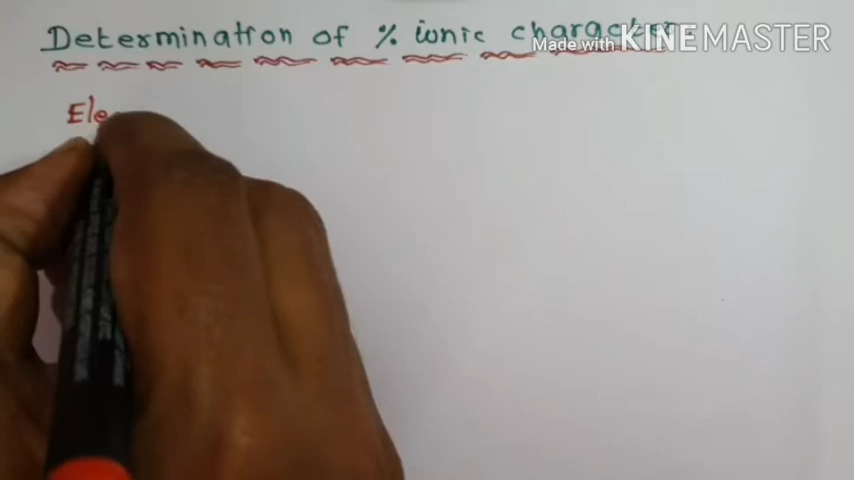 Determination of % ionic character.
Made with KINEMASTER
Ele